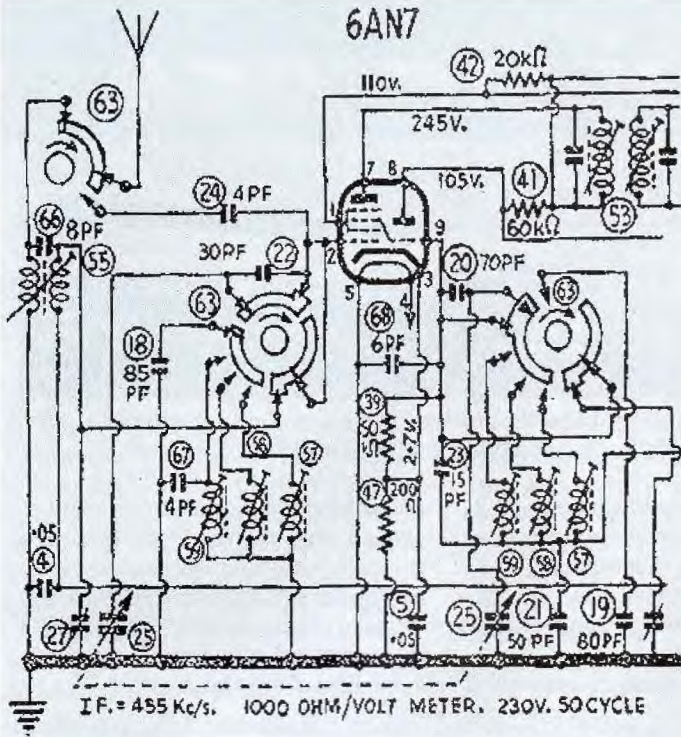 6AN7
42
20kΩ
110V.
63
245V.
7
8
105V.
41
24
4PF
60kΩ
53
66
8PF
1
2
9
55
30PF
22
20
70PF
5
4
3
63
63
68
6PF
18
85
PF
39
50
kΩ
2·7V.
23
15
PF
67
4PF
56
57
47
200
Ω
·05
4
59
58
57
27
25
5
·05
25
21
50PF
19
80PF
I.F.= 455 Kc/s. 1000 OHM/VOLT METER. 230V. 50 CYCLE